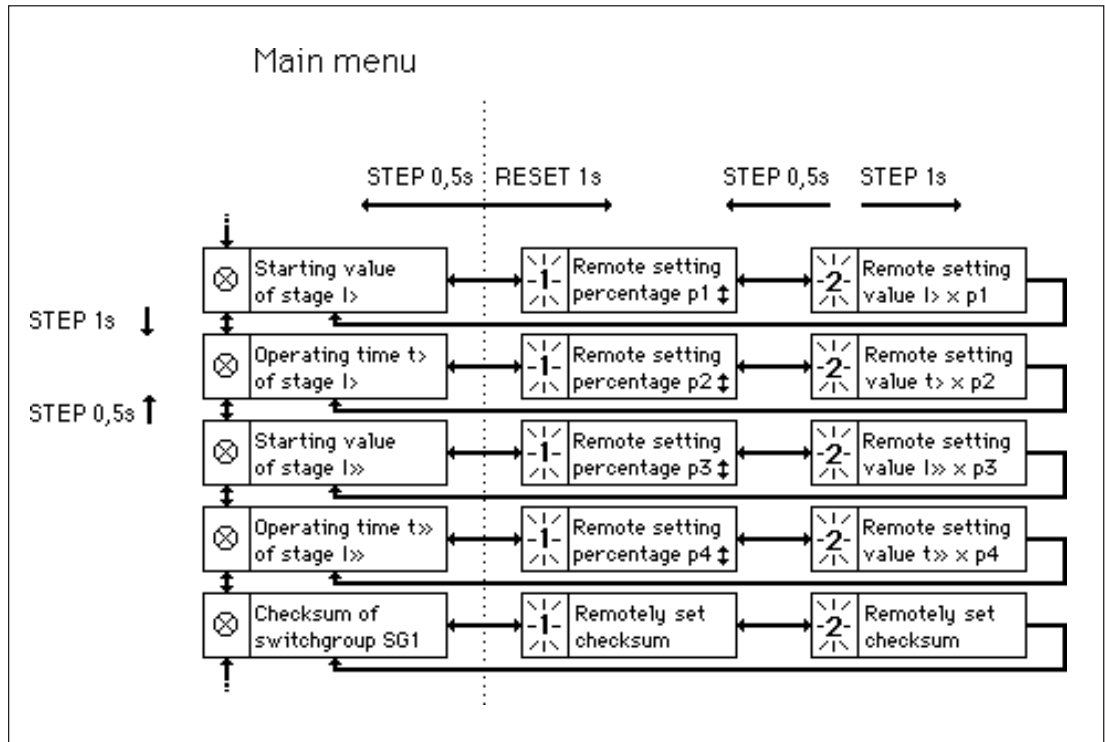 Main menu
STEP 0,5s RESET 1s STEP 0,5s STEP 1s
Starting value
of stage I>
-1-
Remote setting
percentage p1
-2-
Remote setting
value I> x p1
STEP 1s
Operating time t>
of stage I>
-1-
Remote setting
percentage p2
-2-
Remote setting
value t> x p2
STEP 0,5s
Starting value
of stage I>>
-1-
Remote setting
percentage p3
-2-
Remote setting
value I>> x p3
Operating time t>>
of stage I>>
-1-
Remote setting
percentage p4
-2-
Remote setting
value t>> x p4
Checksum of
switchgroup SG1
-1-
Remotely set
checksum
-2-
Remotely set
checksum